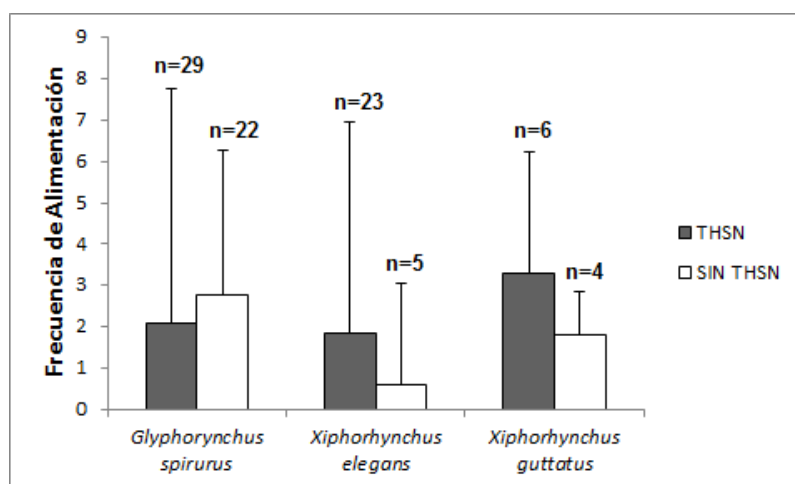 Frecuencia de Alimentación
9
8
7
6
5
4
3
2
1
0
n=29
n=22
n=23
n=5
n=6
n=4
Glyphorynchus
spirurus
Xiphorhynchus
elegans
Xiphorhynchus
guttatus
THSN
SIN THSN